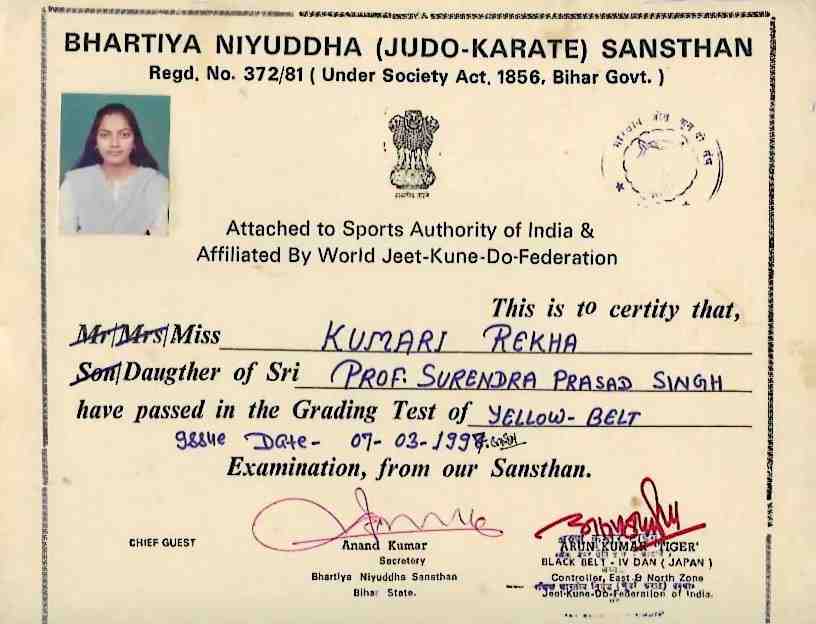 BHARTIYA NIYUDDHA (JUDO-KARATE) SANSTHAN
Regd. No. 372/81 ( Under Society Act. 1856, Bihar Govt. )
Attached to Sports Authority of India &
Affiliated By World Jeet-Kune-Do-Federation
This is to certity that,
Mr/Mrs/Miss KUMARI REKHA
Son/Daugther of Sri PROF. SURENDRA PRASAD SINGH
have passed in the Grading Test of YELLOW-BELT
Issue Date- 07-03-1997
Examination, from our Sansthan.
CHIEF GUEST
Anand Kumar
Secretory
Bhartiya Niyuddha Sansthan
Bihar State.
ARUN KUMAR 'TIGER'
BLACK BELT - IV DAN ( JAPAN )
Controller, East & North Zone
Jeet-Kune-Do-Federation of India.